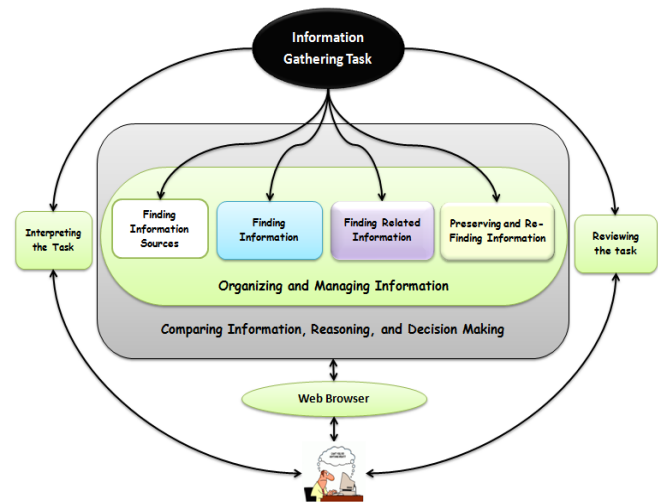 Information
Gathering Task
Interpreting
the Task
Finding
Information
Sources
Finding
Information
Finding Related
Information
Preserving and Re-
Finding Information
Reviewing
the task
Organizing and Managing Information
Comparing Information, Reasoning, and Decision Making
Web Browser